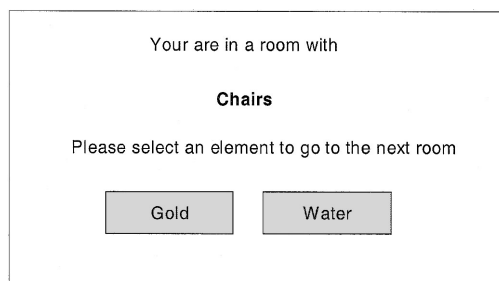 Your are in a room with
Chairs
Please select an element to go to the next room
Gold Water